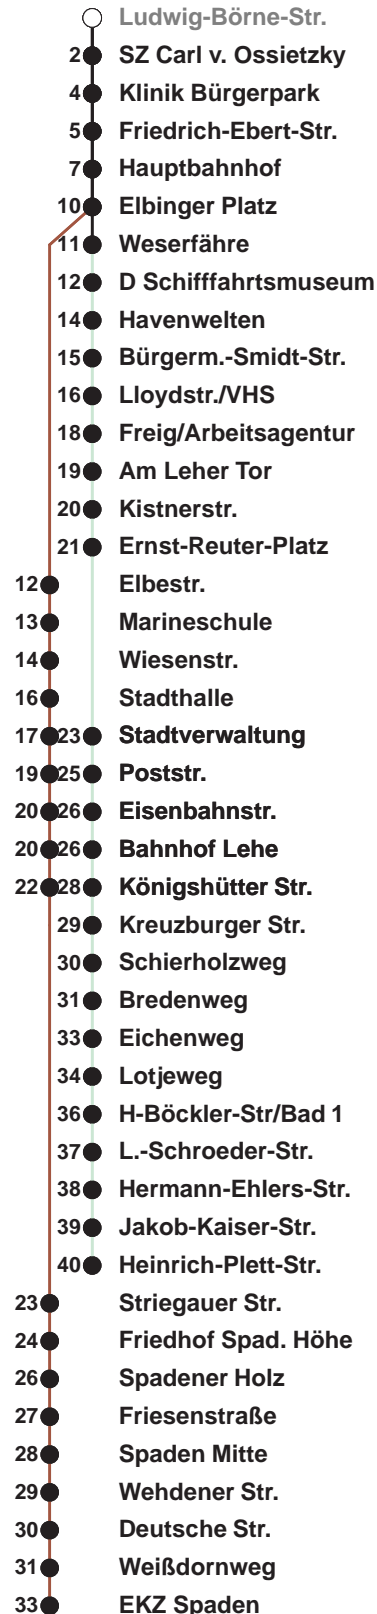 Ludwig-Börne-Str.
2 SZ Carl v. Ossietzky
4 Klinik Bürgerpark
5 Friedrich-Ebert-Str.
7 Hauptbahnhof
10 Elbinger Platz
11 Weserfähre
12 D Schifffahrtsmuseum
14 Havenwelten
15 Bürgerm.-Smidt-Str.
16 Lloydstr./VHS
18 Freig/Arbeitsagentur
19 Am Leher Tor
20 Kistnerstr.
21 Ernst-Reuter-Platz
12 Elbestr.
13 Marineschule
14 Wiesenstr.
16 Stadthalle
17 23 Stadtverwaltung
19 25 Poststr.
20 26 Eisenbahnstr.
20 26 Bahnhof Lehe
22 28 Königshütter Str.
29 Kreuzburger Str.
30 Schierholzweg
31 Bredenweg
33 Eichenweg
34 Lotjeweg
36 H-Böckler-Str/Bad 1
37 L.-Schroeder-Str.
38 Hermann-Ehlers-Str.
39 Jakob-Kaiser-Str.
40 Heinrich-Plett-Str.
23 Striegauer Str.
24 Friedhof Spad. Höhe
26 Spadener Holz
27 Friesenstraße
28 Spaden Mitte
29 Wehdener Str.
30 Deutsche Str.
31 Weißdornweg
33 EKZ Spaden